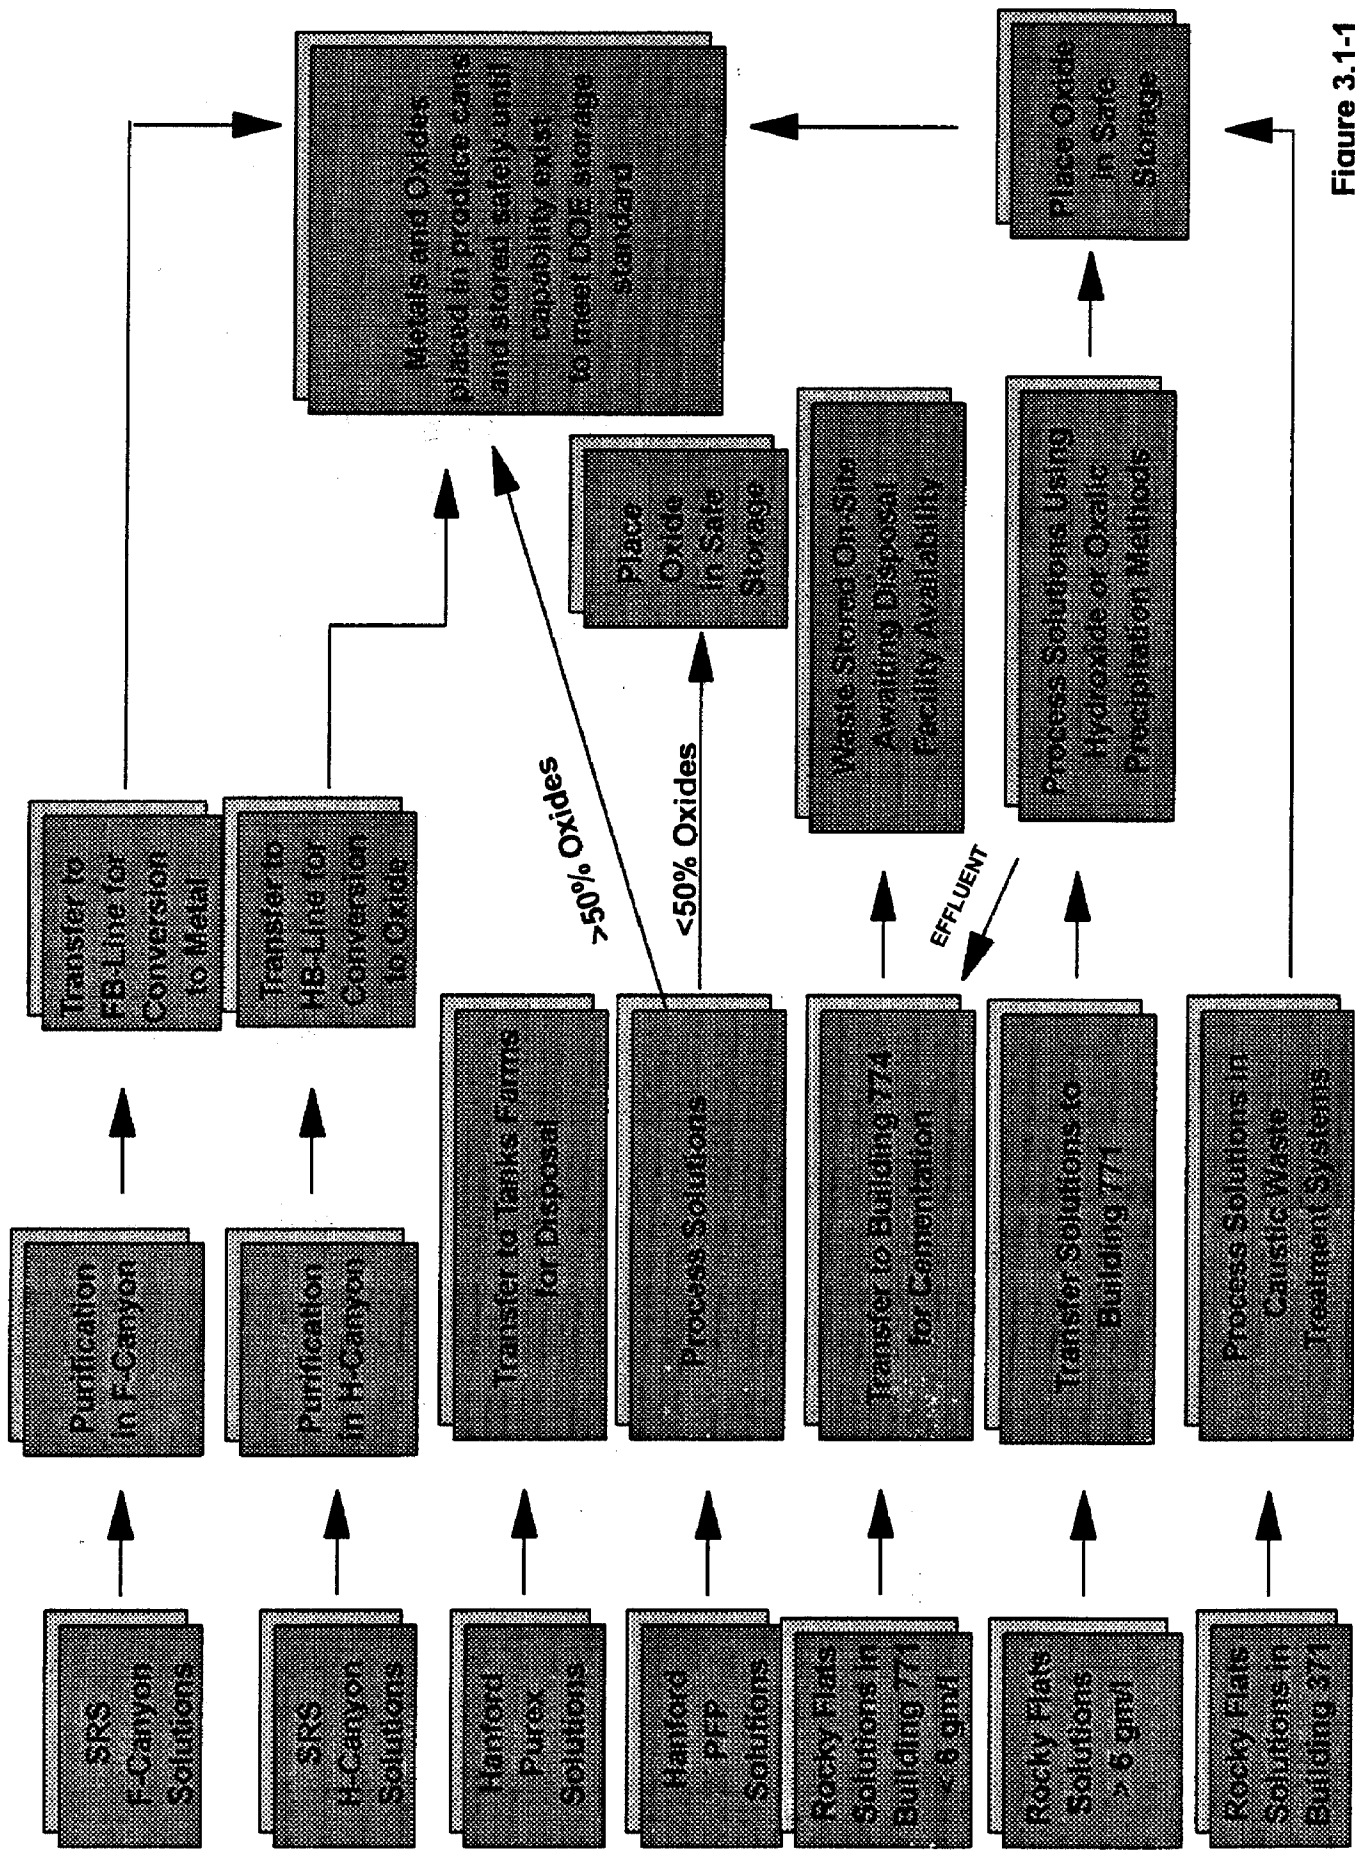 SRS
F-Canyon
Solutions
Purification
in F-Canyon
Transfer to
FB-Line for
Conversion
to Metal
SRS
H-Canyon
Solutions
Purification
in H-Canyon
Transfer to
HB-Line for
Conversion
to Oxide
Metals and Oxides
placed in produce cans
and stored safely until
capability exist
to meet DOE storage
standard
Hanford
Purex
Solutions
Transfer to Tanks Farms
for Disposal
Hanford
PFP
Solutions
Process Solutions
>50% Oxides
<50% Oxides
Place
Oxide
in Safe
Storage
Rocky Flats
Solutions in
Building 771
< 6 gm/l
Transfer to Building 774
for Cementation
Waste Stored On-Site
Awaiting Disposal
Facility Availability
EFFLUENT
Rocky Flats
Solutions
> 6 gm/l
Transfer Solutions to
Building 771
Process Solutions Using
Hydroxide or Oxalic
Precipitation Methods
Place Oxide
in Safe
Storage
Rocky Flats
Solutions in
Building 371
Process Solutions in
Caustic Waste
Treatment Systems
Figure 3.1-1